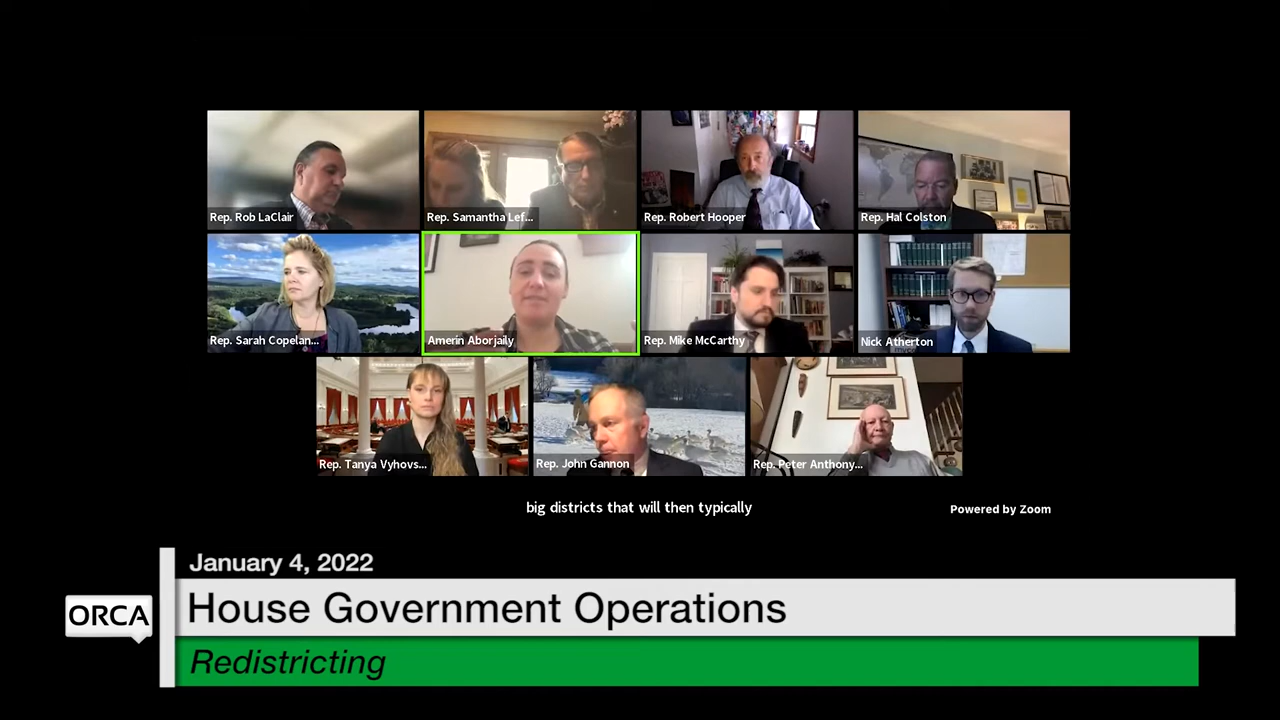 Rep. Rob LaClair
Rep. Samantha Lef...
Rep. Robert Hooper
Rep. Hal Colston
Rep. Sarah Copelan...
Amerin Aborjaily
Rep. Mike McCarthy
Nick Atherton
Rep. Tanya Vyhovs...
Rep. John Gannon
Rep. Peter Anthony...
big districts that will then typically
Powered by Zoom
January 4, 2022
ORCA
House Government Operations
Redistricting